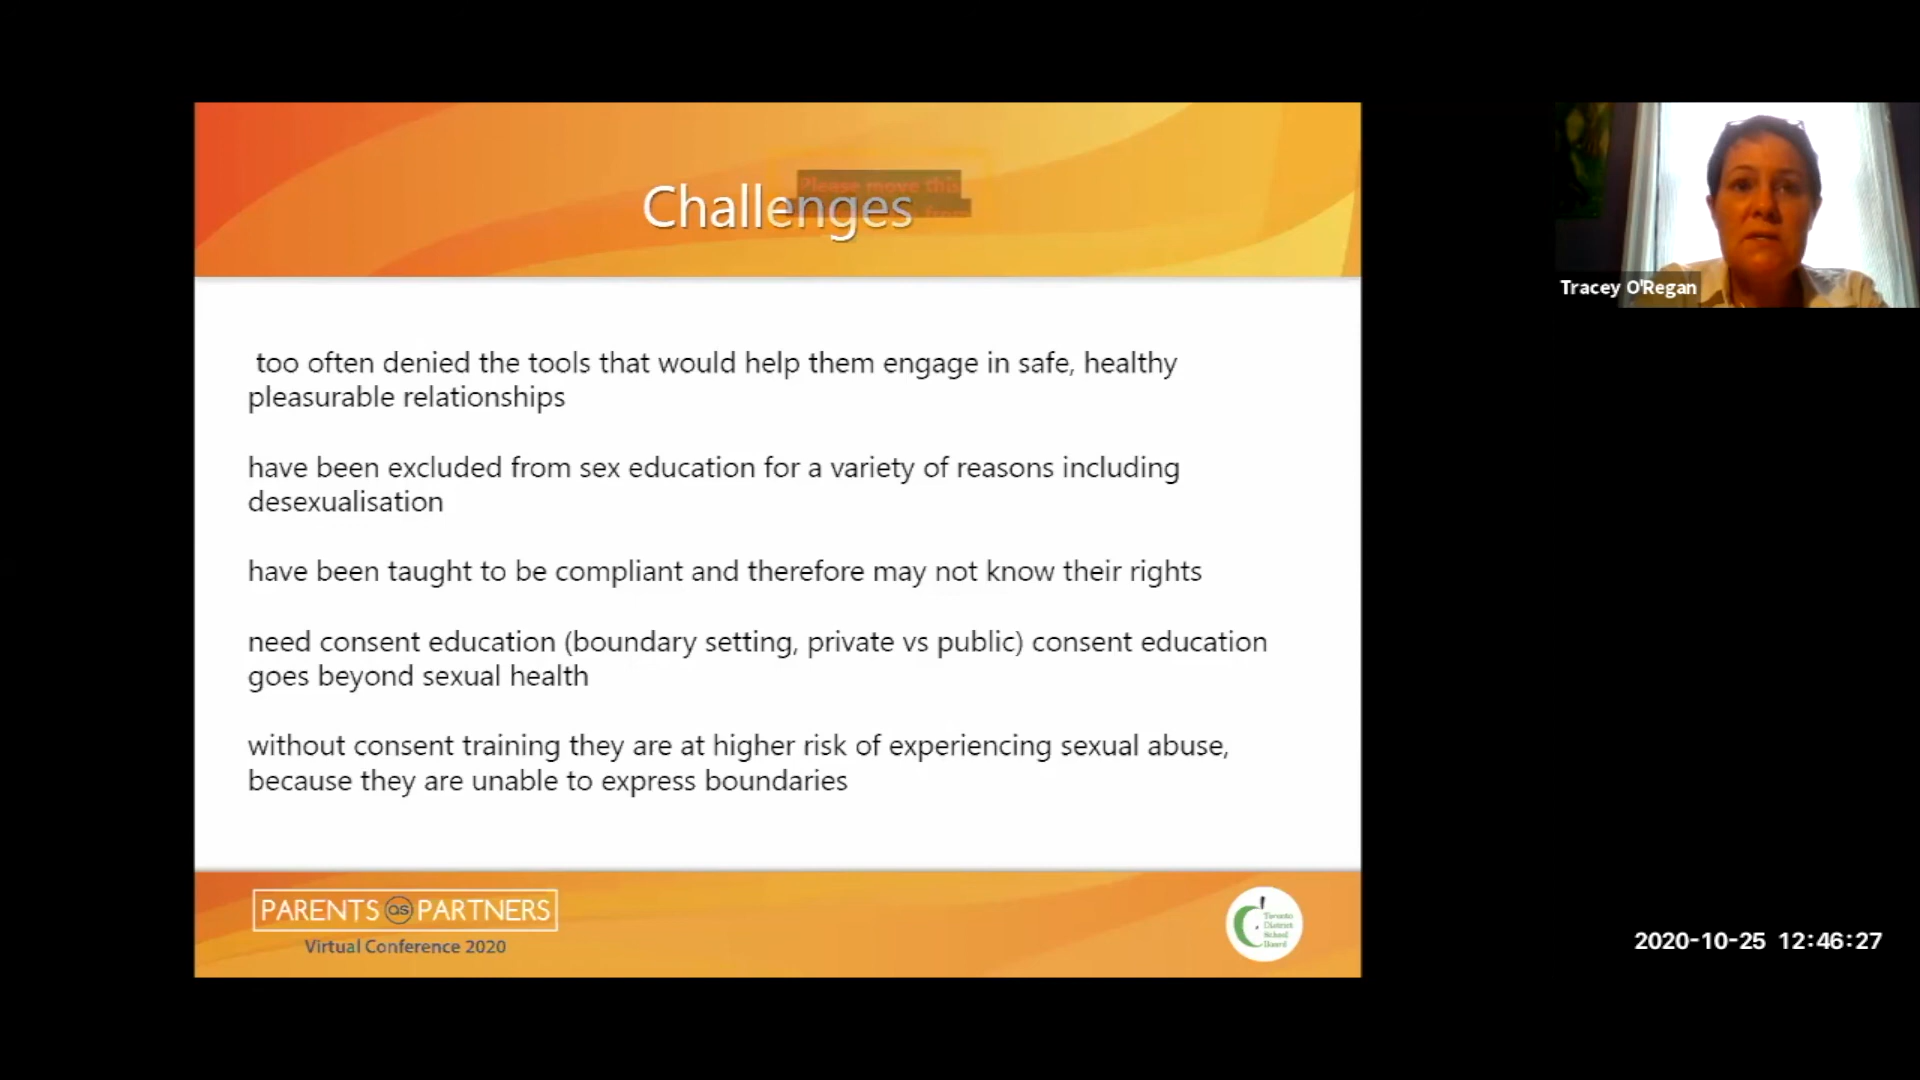 Please move this
Challenges
too often denied the tools that would help them engage in safe, healthy
pleasurable relationships
have been excluded from sex education for a variety of reasons including
desexualisation
have been taught to be compliant and therefore may not know their rights
need consent education (boundary setting, private vs public) consent education
goes beyond sexual health
without consent training they are at higher risk of experiencing sexual abuse,
because they are unable to express boundaries
PARENTS as PARTNERS
Virtual Conference 2020
Toronto
District
School
Board
Tracey O'Regan
2020-10-25 12:46:27